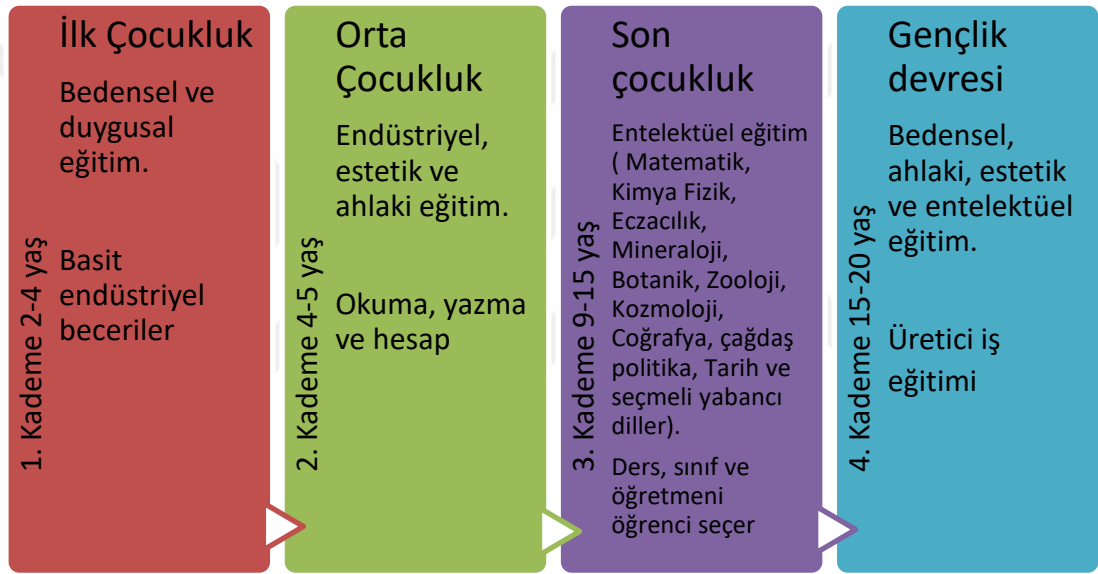 1. Kademe 2-4 yaş
İlk Çocukluk
Bedensel ve
duygusal
eğitim.
Basit
endüstriyel
beceriler
2. Kademe 4-5 yaş
Orta
Çocukluk
Endüstriyel,
estetik ve
ahlaki eğitim.
Okuma, yazma
ve hesap
3. Kademe 9-15 yaş
Son
çocukluk
Entelektüel eğitim
( Matematik,
Kimya Fizik,
Eczacılık,
Mineraloji,
Botanik, Zooloji,
Kozmoloji,
Coğrafya, çağdaş
politika, Tarih ve
seçmeli yabancı
diller).
Ders, sınıf ve
öğretmeni
öğrenci seçer
4. Kademe 15-20 yaş
Gençlik
devresi
Bedensel,
ahlaki, estetik
ve entelektüel
eğitim.
Üretici iş
eğitimi